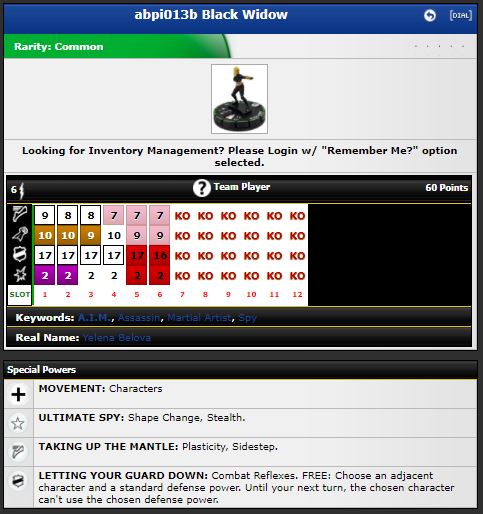 abpi013b Black Widow
[DIAL]
Rarity: Common
Looking for Inventory Management? Please Login w/ "Remember Me?" option
selected.
6 ? Team Player 60 Points
9 8 8 7 7 7 KO KO KO KO KO KO
10 10 9 10 9 9 KO KO KO KO KO KO
17 17 17 17 17 16 KO KO KO KO KO KO
2 2 2 2 2 2 KO KO KO KO KO KO
SLOT 1 2 3 4 5 6 7 8 9 10 11 12
Keywords: A.I.M., Assassin, Martial Artist, Spy
Real Name: Yelena Belova
Special Powers
MOVEMENT: Characters
ULTIMATE SPY: Shape Change, Stealth.
TAKING UP THE MANTLE: Plasticity, Sidestep.
LETTING YOUR GUARD DOWN: Combat Reflexes. FREE: Choose an adjacent
character and a standard defense power. Until your next turn, the chosen character
can't use the chosen defense power.